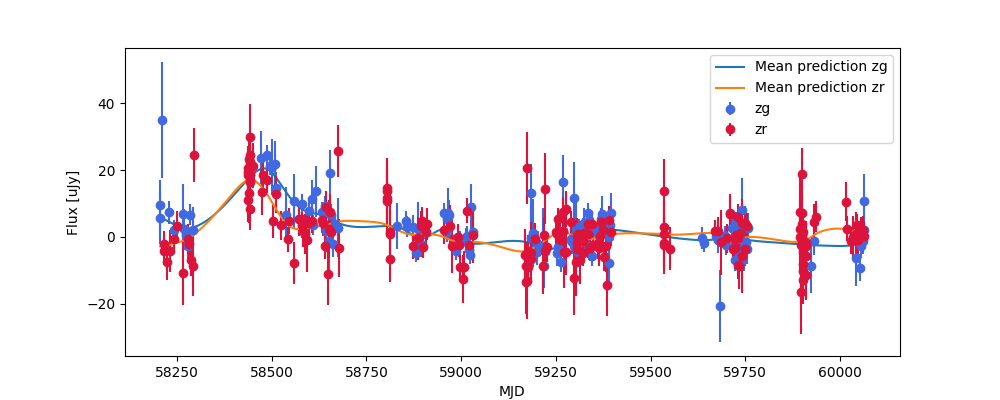 Mean prediction zg
Mean prediction zr
zg
zr
Flux [uJy]
40
20
0
−20
58250
58500
58750
59000
59250
59500
59750
60000
MJD